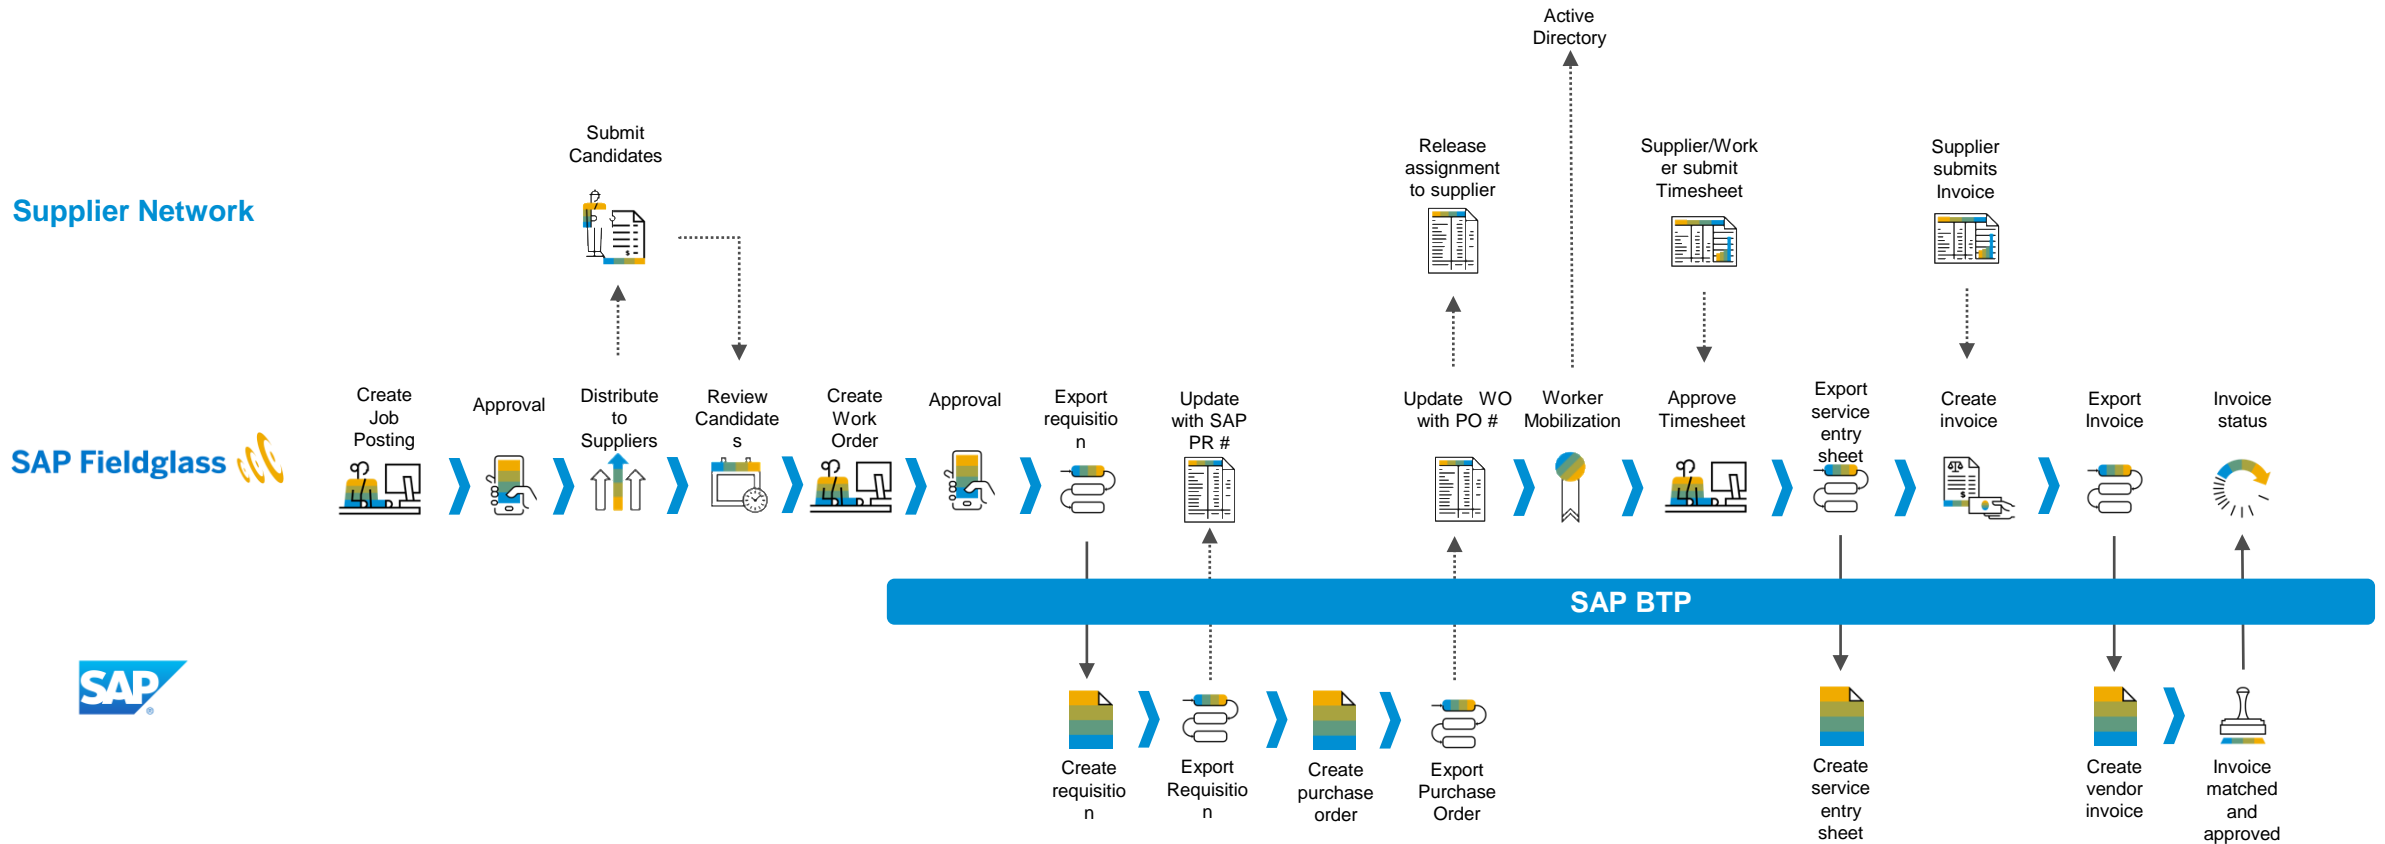 Active
Directory
Submit
Candidates
Release
assignment
to supplier
Supplier/Work
er submit
Timesheet
Supplier
submits
Invoice
Supplier Network
$
Create
Job
Posting
Approval
Distribute
to
Suppliers
Review
Candidate
s
Create
Work
Order
Approval
Export
requisitio
n
Update
with SAP
PR #
Update WO
with PO #
Worker
Mobilization
Approve
Timesheet
Export
service
entry
sheet
Create
invoice
Export
Invoice
Invoice
status
SAP Fieldglass
$
SAP BTP
SAP
®
Create
requisitio
n
Export
Requisitio
n
Create
purchase
order
Export
Purchase
Order
Create
service
entry
sheet
Create
vendor
invoice
Invoice
matched
and
approved